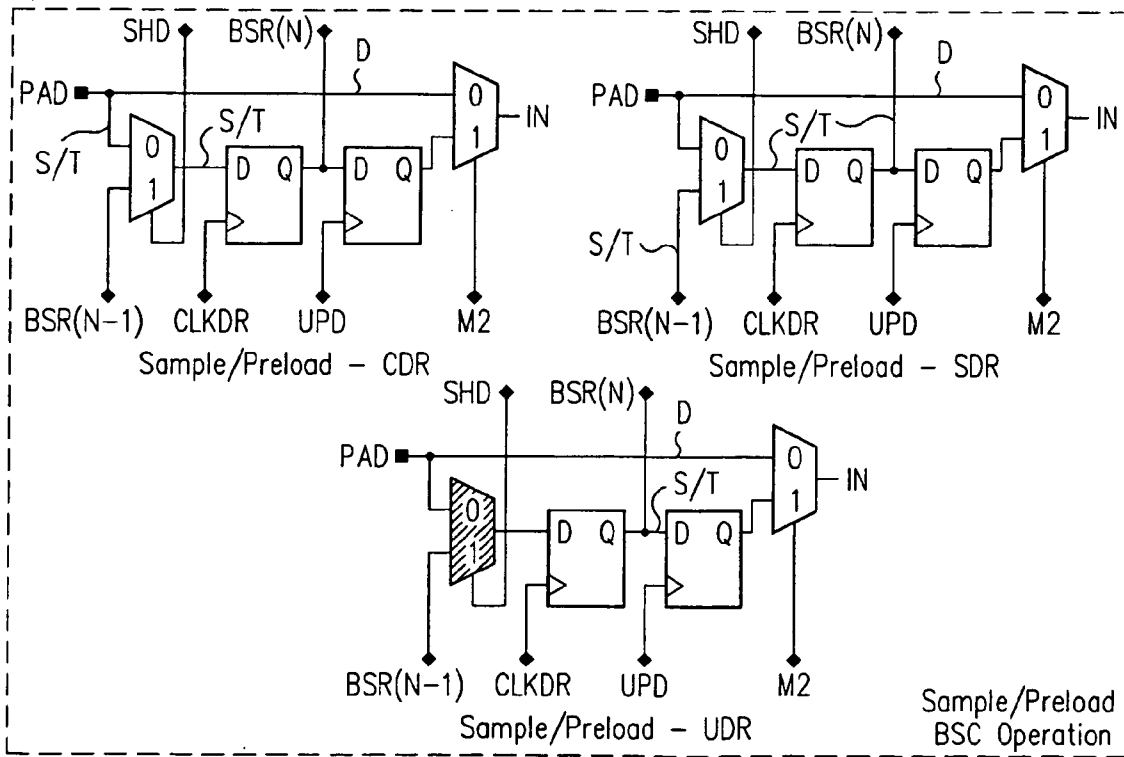 SHD BSR(N)
D
PAD
0
1
IN
S/T
S/T
D Q
D Q
BSR(N-1) CLKDR UPD M2
Sample/Preload - CDR
SHD BSR(N)
D
PAD
0
1
IN
S/T
0
1
D Q
D Q
S/T
BSR(N-1) CLKDR UPD M2
Sample/Preload - SDR
SHD BSR(N)
D
PAD
0
1
IN
S/T
0
1
D Q
D Q
BSR(N-1) CLKDR UPD M2
Sample/Preload - UDR
Sample/Preload
BSC Operation